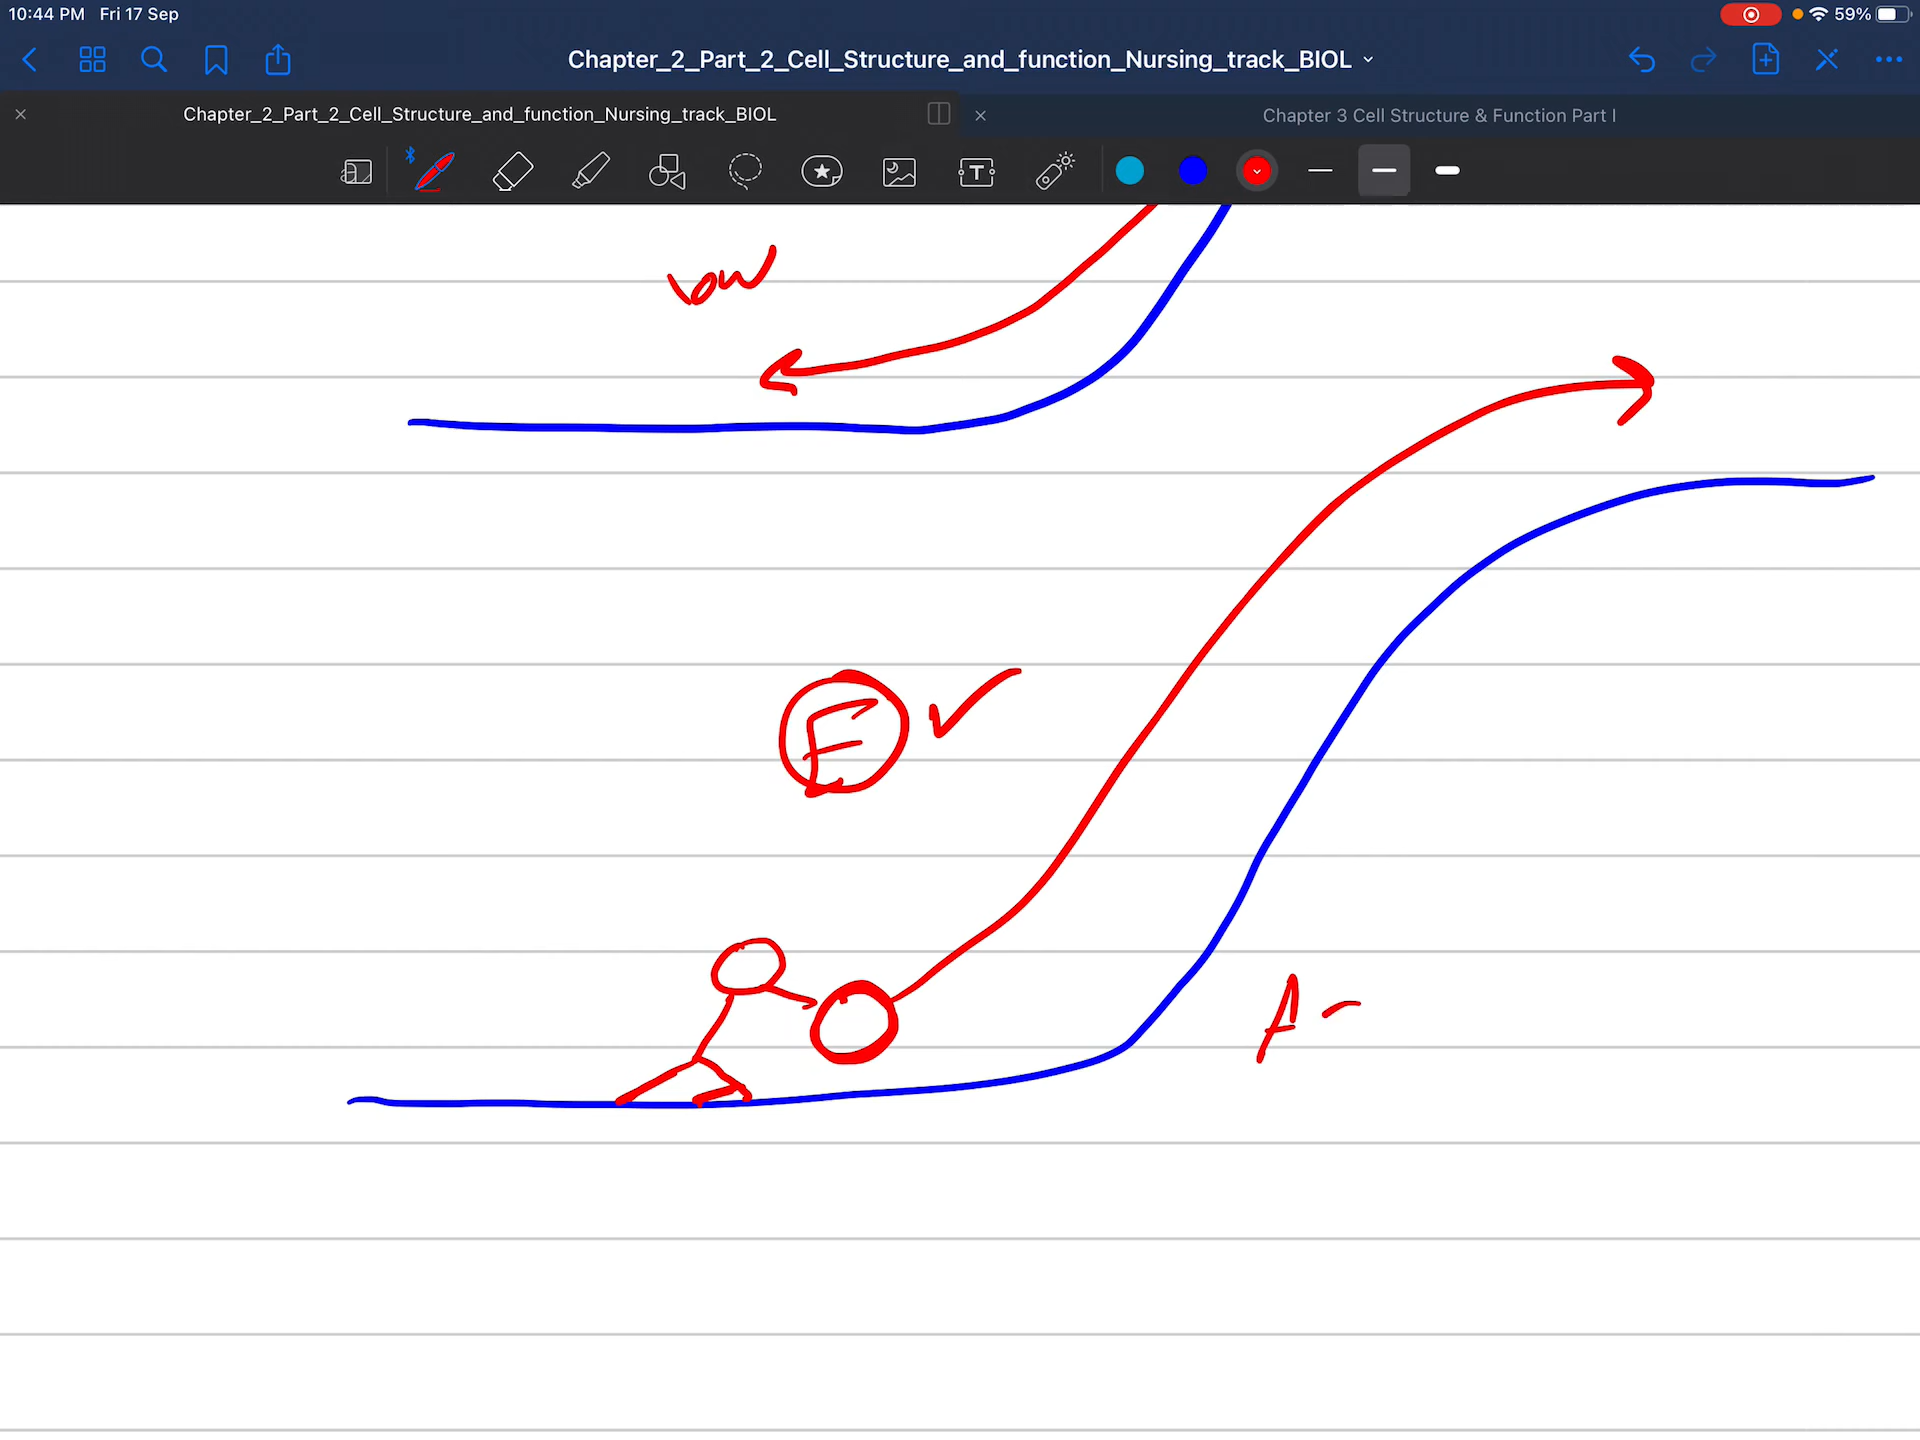 10:44 PM Fri 17 Sep 59%
Chapter_2_Part_2_Cell_Structure_and_function_Nursing_track_BIOL
Chapter_2_Part_2_Cell_Structure_and_function_Nursing_track_BIOL
Chapter 3 Cell Structure & Function Part I
T
low
E
A